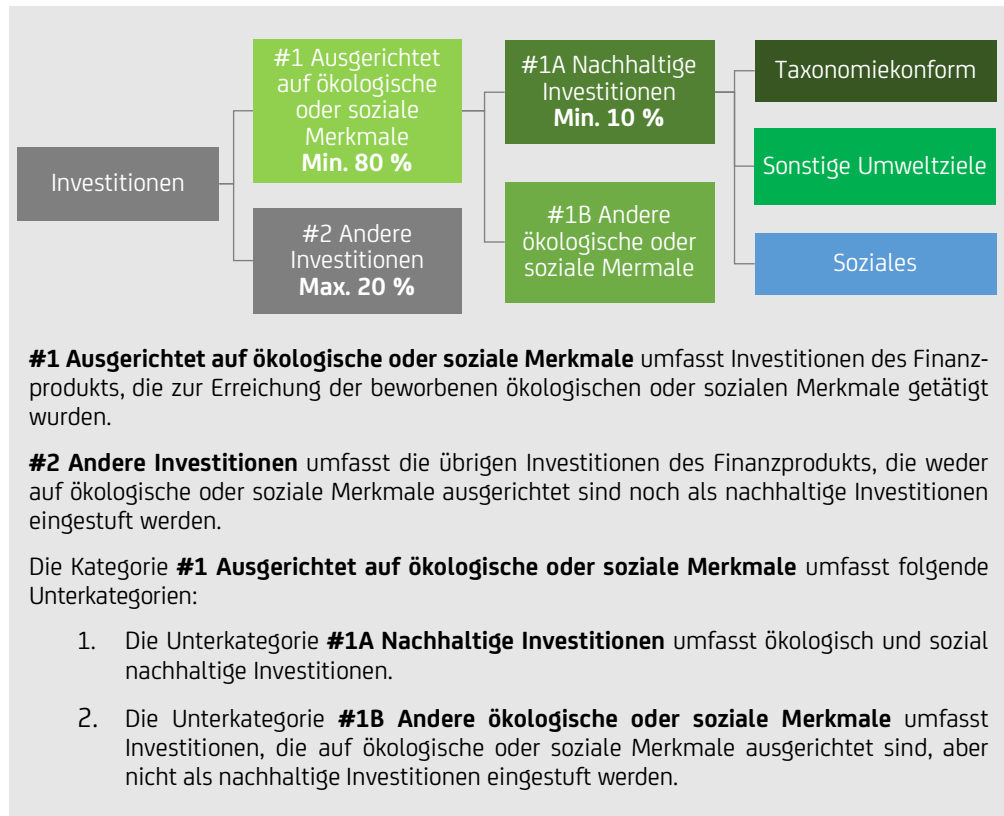 #1 Ausgerichtet
auf ökologische
oder soziale
Merkmale
Min. 80 %
#1A Nachhaltige
Investitionen
Min. 10 %
Taxonomiekonform
Investitionen
Sonstige Umweltziele
#2 Andere
Investitionen
Max. 20 %
#1B Andere
ökologische oder
soziale Mermale
Soziales
#1 Ausgerichtet auf ökologische oder soziale Merkmale umfasst Investitionen des Finanz-
produkts, die zur Erreichung der beworbenen ökologischen oder sozialen Merkmale getätigt
wurden.
#2 Andere Investitionen umfasst die übrigen Investitionen des Finanzprodukts, die weder
auf ökologische oder soziale Merkmale ausgerichtet sind noch als nachhaltige Investitionen
eingestuft werden.
Die Kategorie #1 Ausgerichtet auf ökologische oder soziale Merkmale umfasst folgende
Unterkategorien:
1. Die Unterkategorie #1A Nachhaltige Investitionen umfasst ökologisch und sozial
nachhaltige Investitionen.
2. Die Unterkategorie #1B Andere ökologische oder soziale Merkmale umfasst
Investitionen, die auf ökologische oder soziale Merkmale ausgerichtet sind, aber
nicht als nachhaltige Investitionen eingestuft werden.